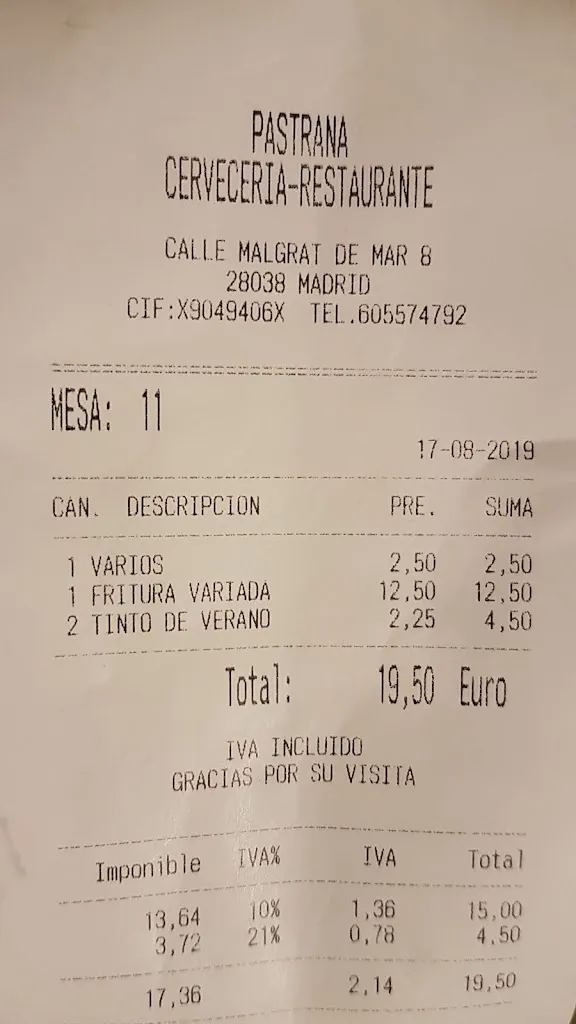 PASTRANA
CERVECERIA-RESTAURANTE
CALLE MALGRAT DE MAR 8
28038 MADRID
CIF:X9049406X TEL.605574792
MESA: 11
17-08-2019
CAN. DESCRIPCION PRE. SUMA
1 VARIOS 2,50 2,50
1 FRITURA VARIADA 12,50 12,50
2 TINTO DE VERANO 2,25 4,50
Total: 19,50 Euro
IVA INCLUIDO
GRACIAS POR SU VISITA
Imponible IVA% IVA Total
13,64 10% 1,36 15,00
3,72 21% 0,78 4,50
17,36 2,14 19,50